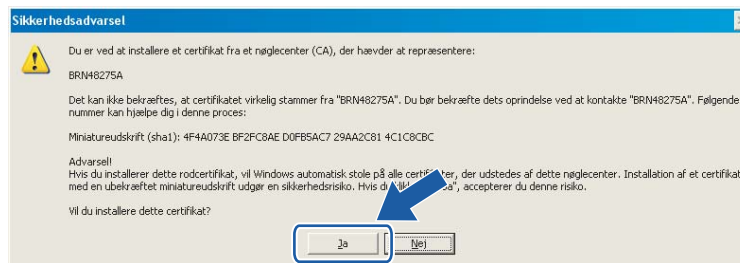 Sikkerhedsadvarsel
Du er ved at installere et certifikat fra et nøglecenter (CA), der hævder at repræsentere:
BRN48275A
Det kan ikke bekræftes, at certifikatet virkelig stammer fra "BRN48275A". Du bør bekræfte dets oprindelse ved at kontakte "BRN48275A". Følgende
nummer kan hjælpe dig i denne proces:
Miniatureudskrift (sha1): 4F4A073E BF2FC8AE D0FB5AC7 29AA2C81 4C1C8CBC
Advarsel!
Hvis du installerer dette rodcertifikat, vil Windows automatisk stole på alle certifikater, der udstedes af dette nøglecenter. Installation af et certifikat
med en ubekræftet miniatureudskrift udgør en sikkerhedsrisiko. Hvis du accepterer du denne risiko.
Vil du installere dette certifikat?
Ja Nej